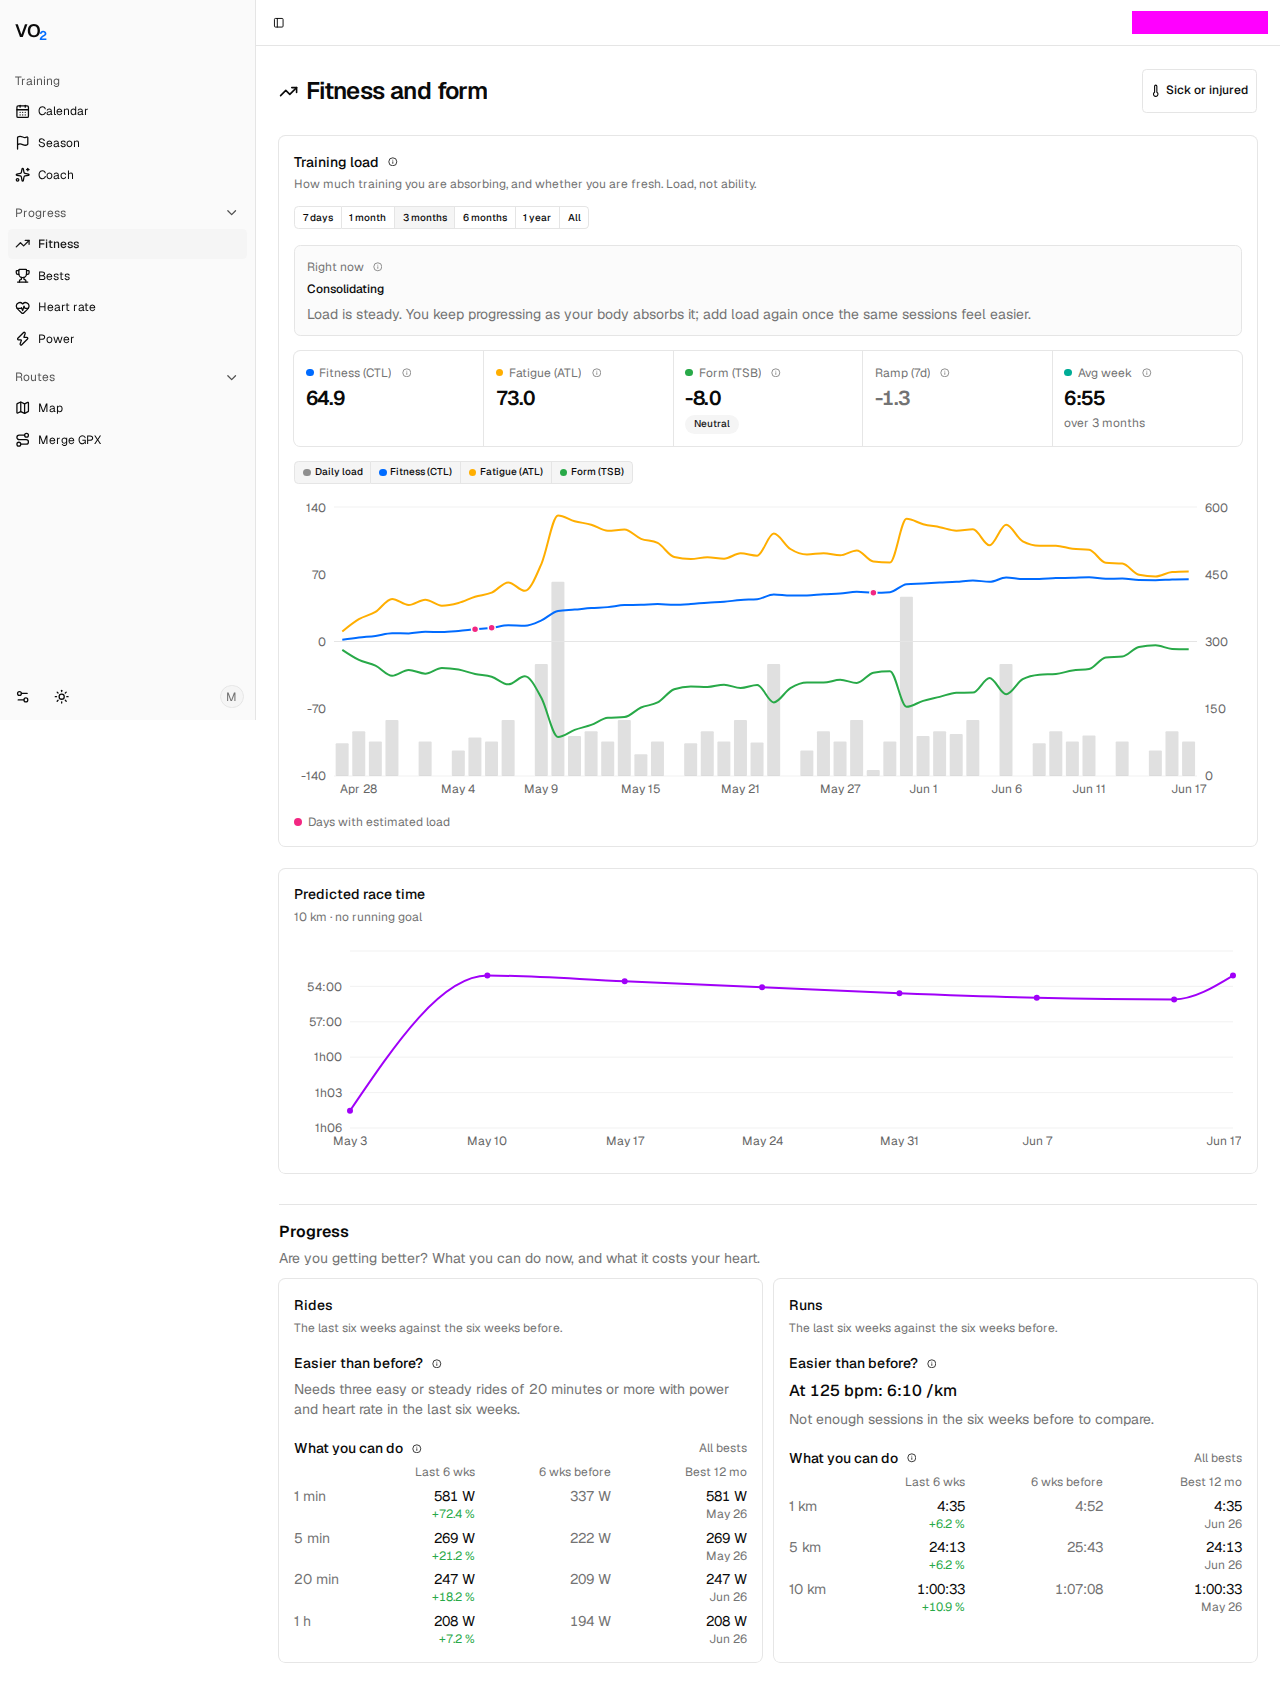 VO2
Training
Calendar
Season
Coach
Progress
Fitness
Bests
Heart rate
Power
Routes
Map
Merge GPX
M
Fitness and form
Sick or injured
Training load
How much training you are absorbing, and whether you are fresh. Load, not ability.
7 days 1 month 3 months 6 months 1 year All
Right now
Consolidating
Load is steady. You keep progressing as your body absorbs it; add load again once the same sessions feel easier.
Fitness (CTL) Fatigue (ATL) Form (TSB) Ramp (7d) Avg week
64.9 73.0 -8.0 -1.3 6:55
Neutral over 3 months
Daily load Fitness (CTL) Fatigue (ATL) Form (TSB)
140 600
70 450
0 300
-70 150
-140 0
Apr 28 May 4 May 9 May 15 May 21 May 27 Jun 1 Jun 6 Jun 11 Jun 17
Days with estimated load
Predicted race time
10 km · no running goal
54:00
57:00
1h00
1h03
1h06
May 3 May 10 May 17 May 24 May 31 Jun 7 Jun 17
Progress
Are you getting better? What you can do now, and what it costs your heart.
Rides
The last six weeks against the six weeks before.
Easier than before?
Needs three easy or steady rides of 20 minutes or more with power
and heart rate in the last six weeks.
What you can do All bests
Last 6 wks 6 wks before Best 12 mo
1 min 581 W 337 W 581 W
+72.4 % May 26
5 min 269 W 222 W 269 W
+21.2 % May 26
20 min 247 W 209 W 247 W
+18.2 % Jun 26
1 h 208 W 194 W 208 W
+7.2 % Jun 26
Runs
The last six weeks against the six weeks before.
Easier than before?
At 125 bpm: 6:10 /km
Not enough sessions in the six weeks before to compare.
What you can do All bests
Last 6 wks 6 wks before Best 12 mo
1 km 4:35 4:52 4:35
+6.2 % Jun 26
5 km 24:13 25:43 24:13
+6.2 % Jun 26
10 km 1:00:33 1:07:08 1:00:33
+10.9 % May 26